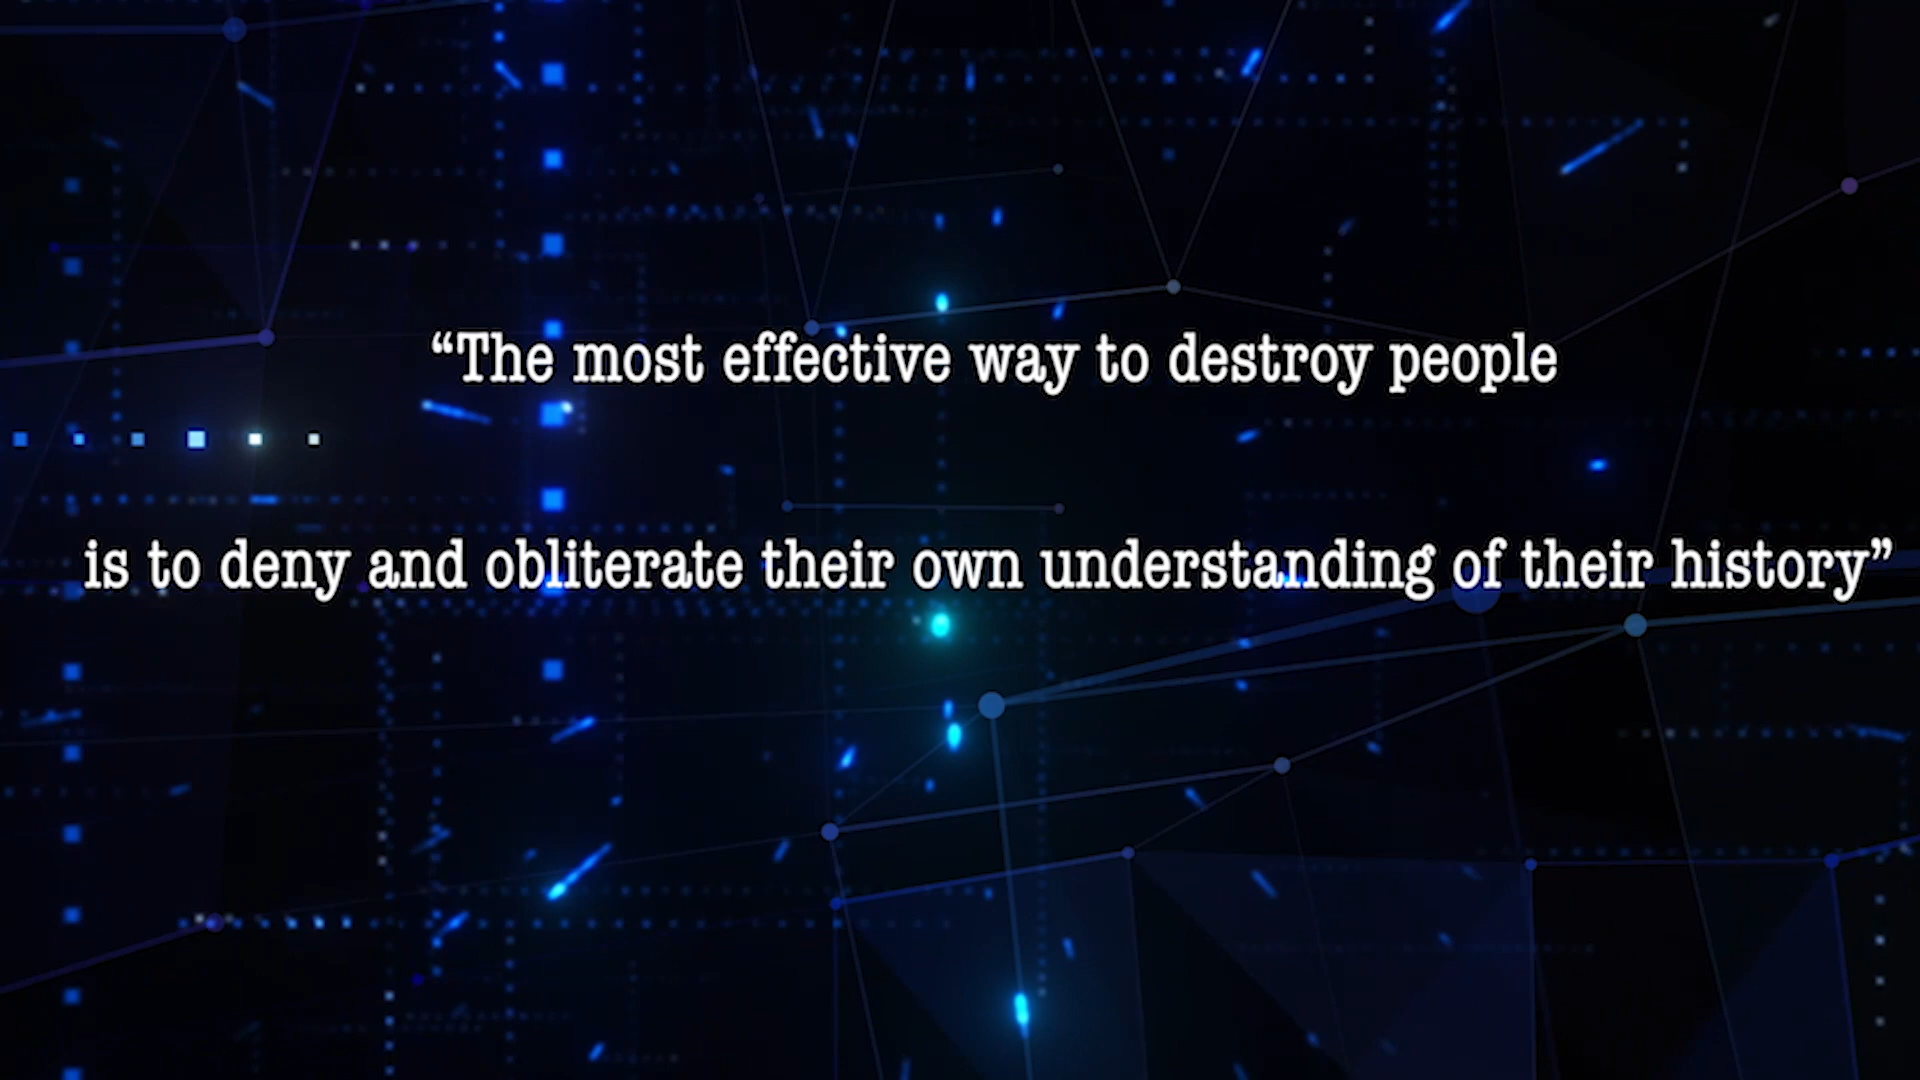 “The most effective way to destroy people
is to deny and obliterate their own understanding of their history”